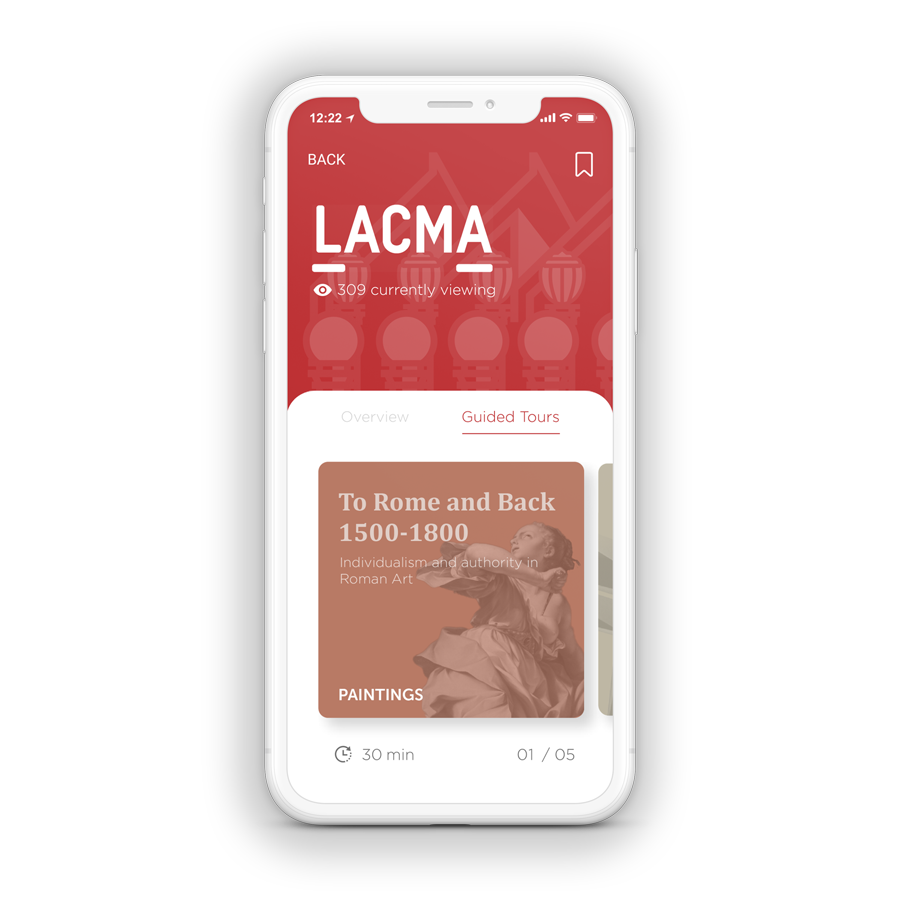 12:22
BACK
LACMA
309 currently viewing
Overview
Guided Tours
To Rome and Back
1500-1800
Individualism and authority in
Roman Art
PAINTINGS
30 min
01 / 05